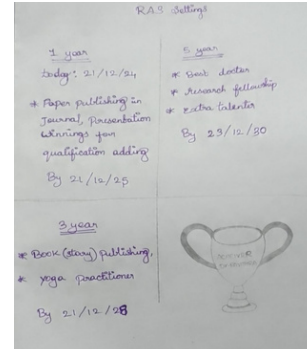 R.A.S Settings
1 year
today: 21/12/24
* Paper publishing in
Journal, Presentation
winnings for
qualification adding
By 21/12/25
5 year
* Best doctor
* research fellowship
* Extra talents
By 23/12/30
3 year
* Book (story) publishing,
* yoga practitioner
By 21/12/28